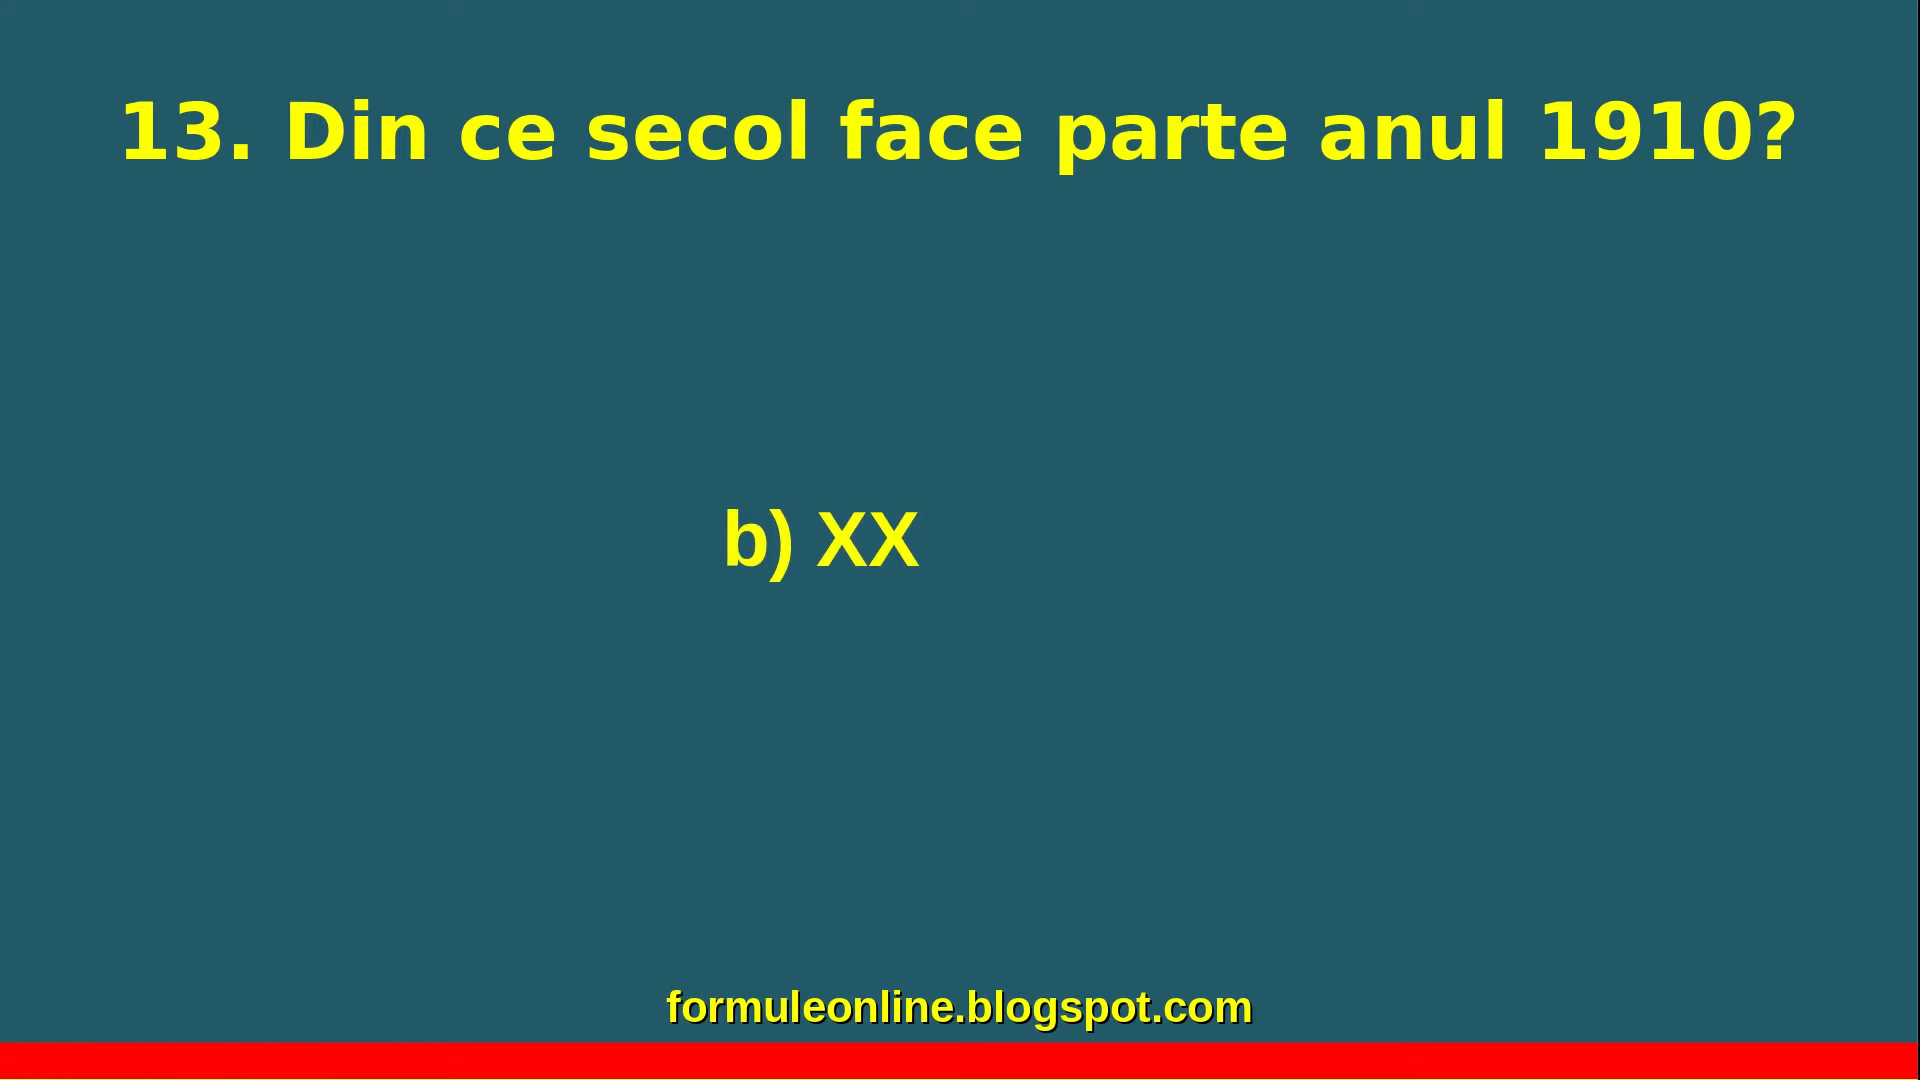 13. Din ce secol face parte anul 1910?
b) XX
formuleonline.blogspot.com